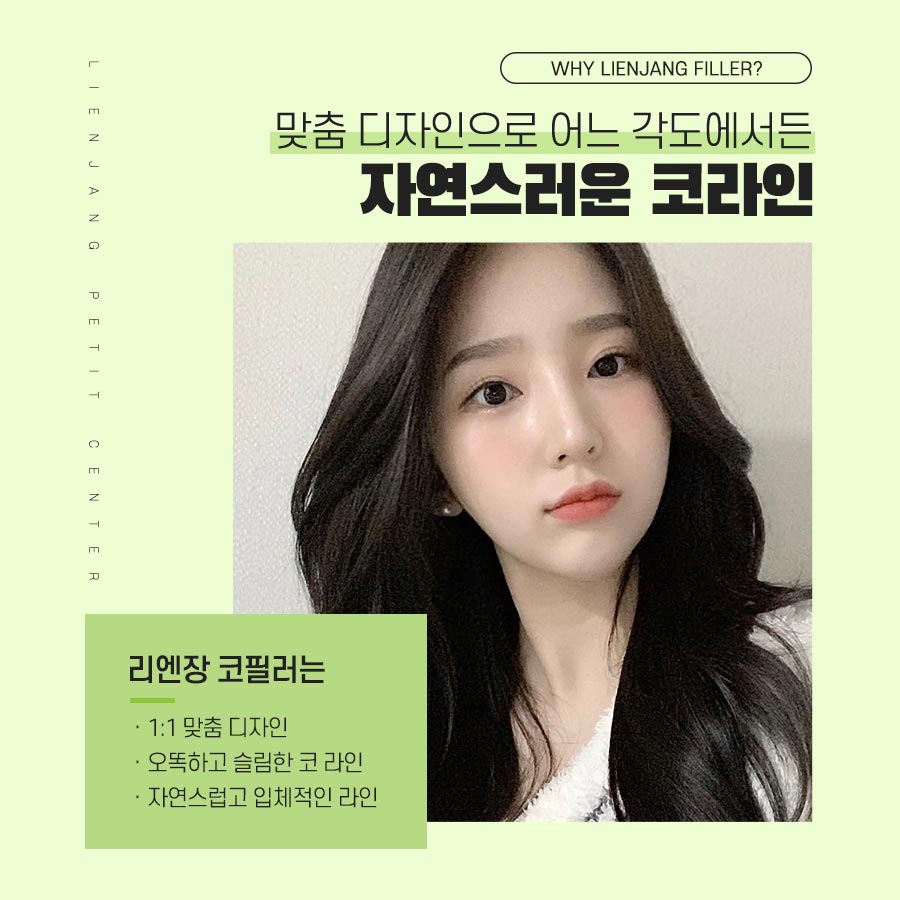 WHY LIENJANG FILLER?
맞춤 디자인으로 어느 각도에서든
자연스러운 코라인
LIENJANG PETIT CENTER
리엔장 코필러는
· 1:1 맞춤 디자인
· 오똑하고 슬림한 코 라인
· 자연스럽고 입체적인 라인